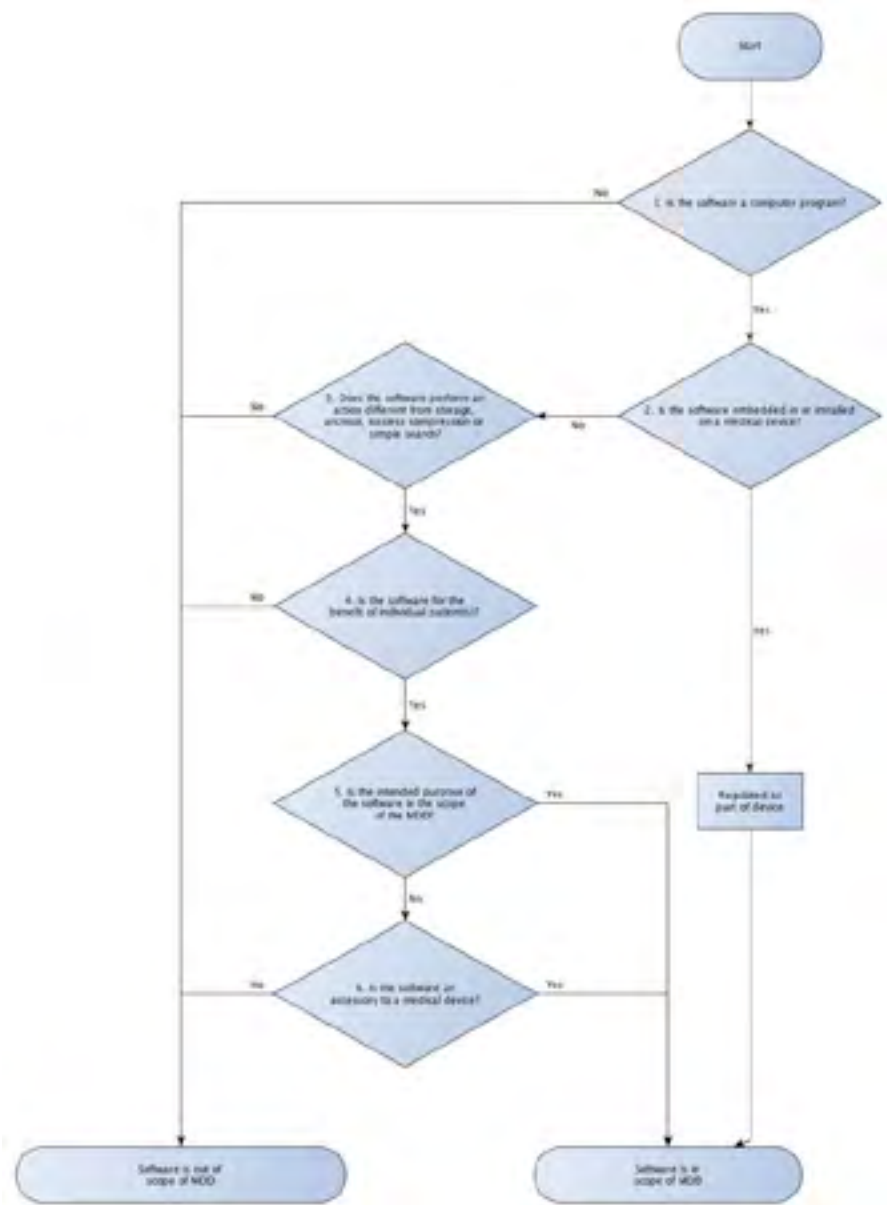 Start
1. Is the software a computer program?
No
Yes
2. Is the software embedded in or installed
on a medical device?
No
Yes
3. Does the software perform an
action different from storage,
archival, lossless compression or
simple search?
No
Yes
4. Is the software for the
benefit of individual patients?
No
Yes
5. Is the intended purpose of
the software in the scope
of the MDD?
Yes
No
Regulated as
part of device
6. Is the software an
accessory to a medical device?
No
Yes
Software is out of
scope of MDD
Software is in
scope of MDD